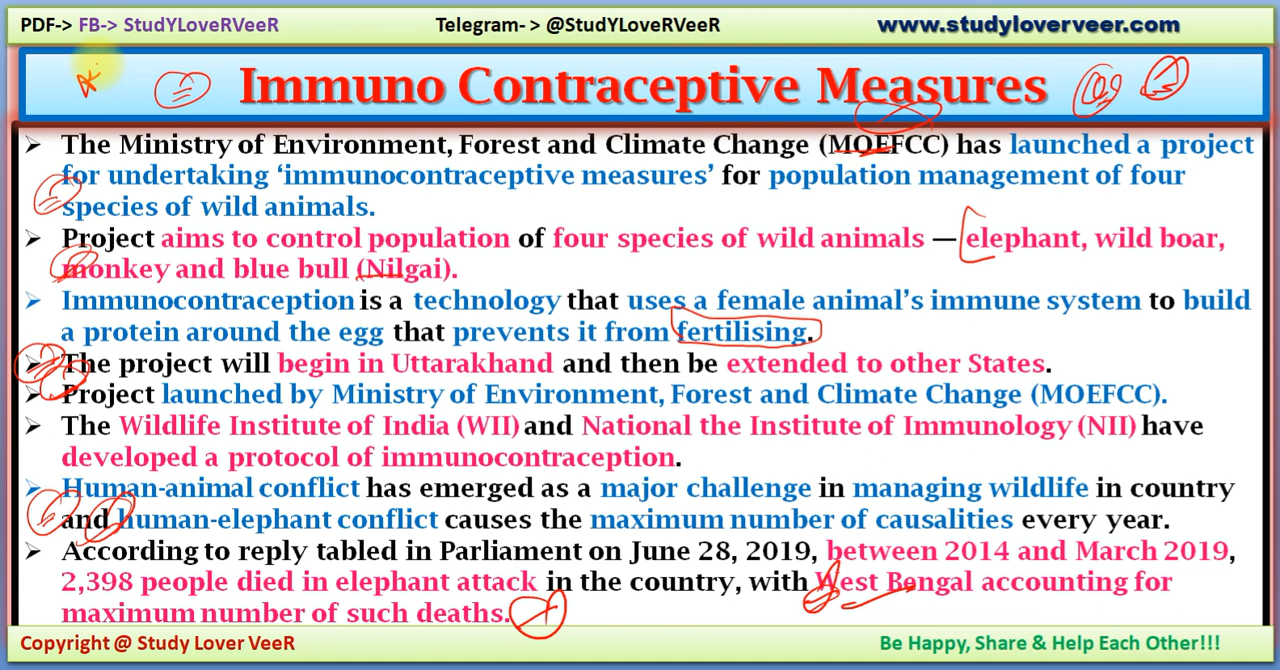 PDF-> FB-> StudYLoveRVeeR Telegram- > @StudYLoveRVeeR www.studyloverveer.com
Immuno Contraceptive Measures
➢ The Ministry of Environment, Forest and Climate Change (MOEFCC) has launched a project
for undertaking ‘immunocontraceptive measures’ for population management of four
species of wild animals.
➢ Project aims to control population of four species of wild animals — elephant, wild boar,
monkey and blue bull (Nilgai).
➢ Immunocontraception is a technology that uses a female animal’s immune system to build
a protein around the egg that prevents it from fertilising.
➢ The project will begin in Uttarakhand and then be extended to other States.
➢ Project launched by Ministry of Environment, Forest and Climate Change (MOEFCC).
➢ The Wildlife Institute of India (WII) and National the Institute of Immunology (NII) have
developed a protocol of immunocontraception.
➢ Human-animal conflict has emerged as a major challenge in managing wildlife in country
and human-elephant conflict causes the maximum number of causalities every year.
➢ According to reply tabled in Parliament on June 28, 2019, between 2014 and March 2019,
2,398 people died in elephant attack in the country, with West Bengal accounting for
maximum number of such deaths.
Copyright @ Study Lover VeeR Be Happy, Share & Help Each Other!!!